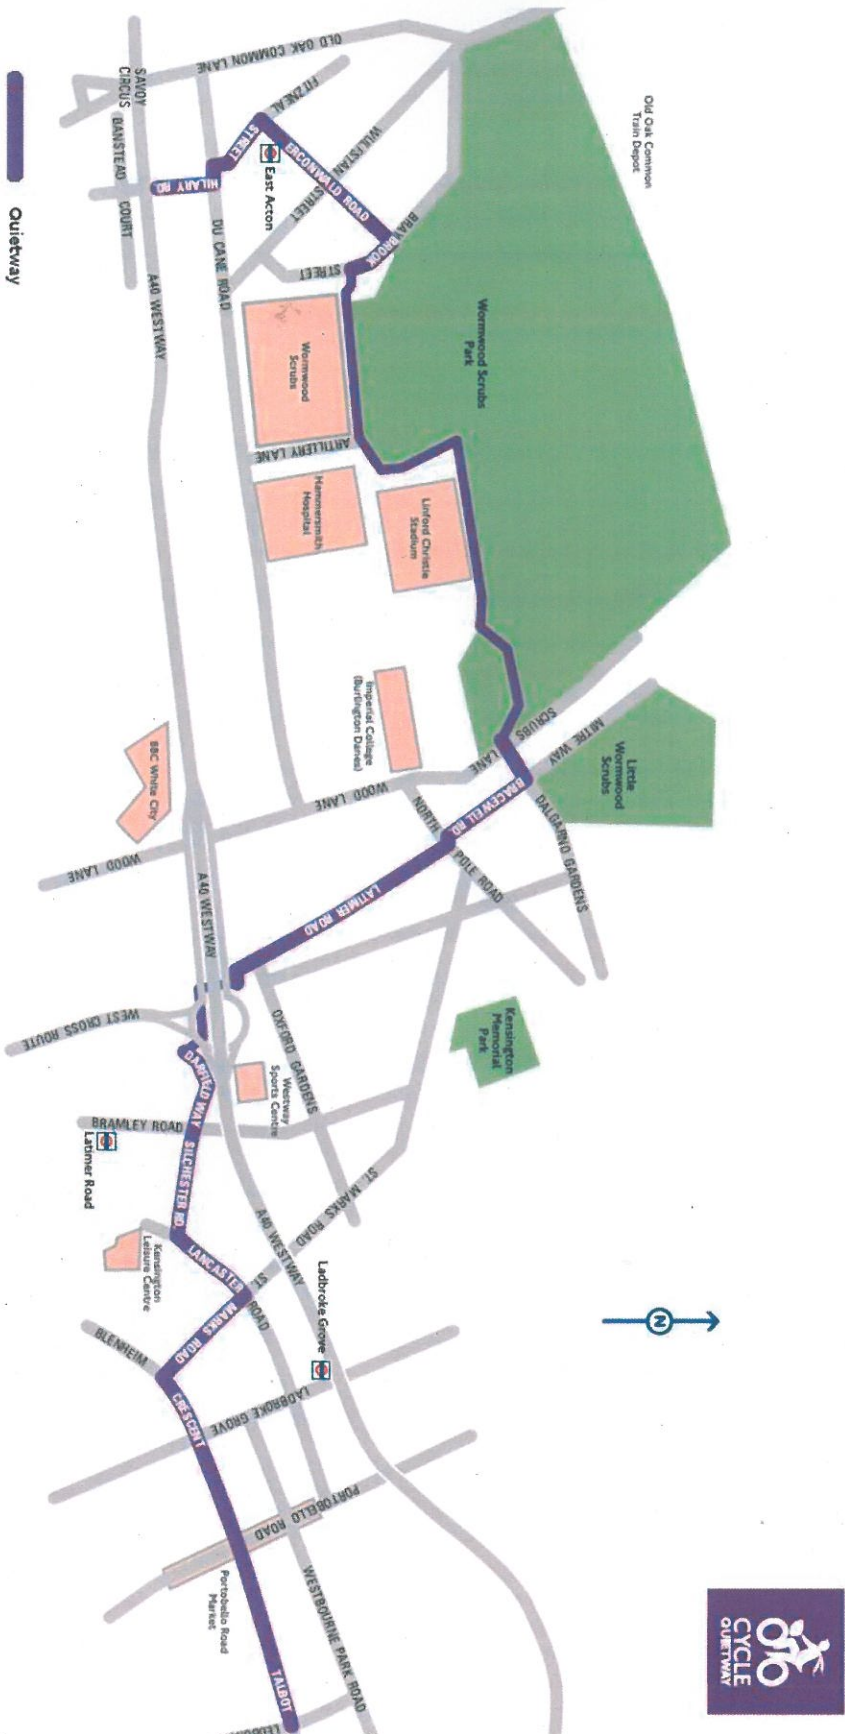 CYCLE
QUIETWAY
Old Oak Common
Train Depot
Wormwood Scrubs
Park
Little
Wormwood
Scrubs
Kensington
Memorial
Park
N
OLD OAK COMMON LANE
FITZNEAL
STREET
WULFSTAN
STREET
ERCONWALD ROAD
BRAYBROOK
STREET
East Acton
HILARY RD
SAVOY
CIRCUS
BANSTEAD COURT
DU CANE ROAD
A40 WESTWAY
Wormwood
Scrubs
ARTILLERY LANE
Hammersmith
Hospital
Linford Christie
Stadium
Imperial College
(Burlington Danes)
SCRUBS
LANE
MITRE WAY
DALGARNO GARDENS
BRACEWELL RD.
NORTH POLE ROAD
WOOD LANE
WOOD LANE
BBC White City
LATIMER ROAD
A40 WESTWAY
WEST CROSS ROUTE
OXFORD GARDENS
Westway
Sports Centre
DARFIELD WAY
BRAMLEY ROAD
Latimer Road
SILCHESTER RD.
Kensington
Leisure Centre
LANCASTER
ROAD
ST. MARKS ROAD
A40 WESTWAY
ST.
MARKS ROAD
Ladbroke Grove
LADBROKE GROVE
BLENHEIM
CRESCENT
PORTOBELLO
ROAD
Portobello Road
Market
WESTBOURNE PARK ROAD
TALBOT
Quietway